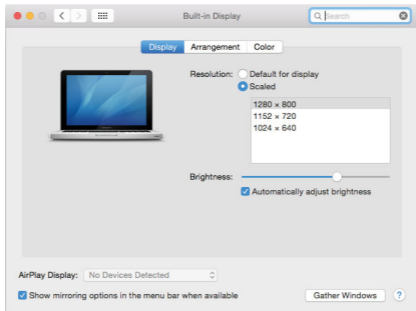 Built-in Display
Search
Display Arrangement Color
Resolution: Default for display
Scaled
1280 × 800
1152 × 720
1024 × 640
Brightness:
Automatically adjust brightness
AirPlay Display: No Devices Detected
Show mirroring options in the menu bar when available
Gather Windows ?